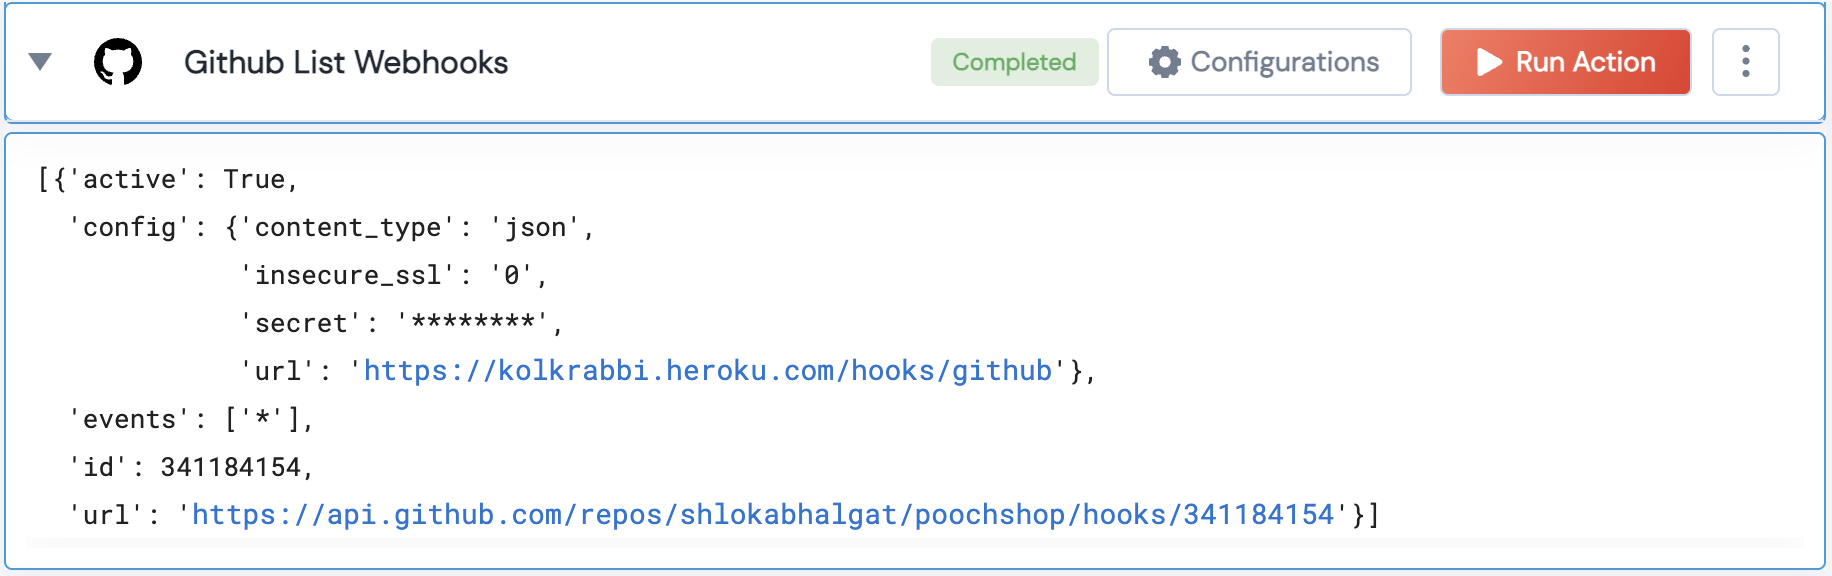 Github List Webhooks
Completed
Configurations
Run Action
[{'active': True,
'config': {'content_type': 'json',
'insecure_ssl': '0',
'secret': '********',
'url': 'https://kolkrabbi.heroku.com/hooks/github'},
'events': ['*'],
'id': 341184154,
'url': 'https://api.github.com/repos/shlokabhalgat/poochshop/hooks/341184154'}]